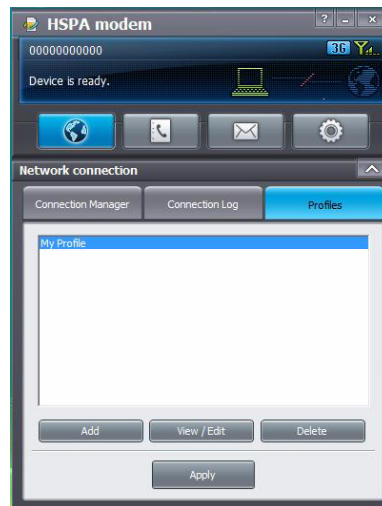 HSPA modem
? - x
00000000000
3G
Device is ready.
Network connection
Connection Manager
Connection Log
Profiles
My Profile
Add
View / Edit
Delete
Apply